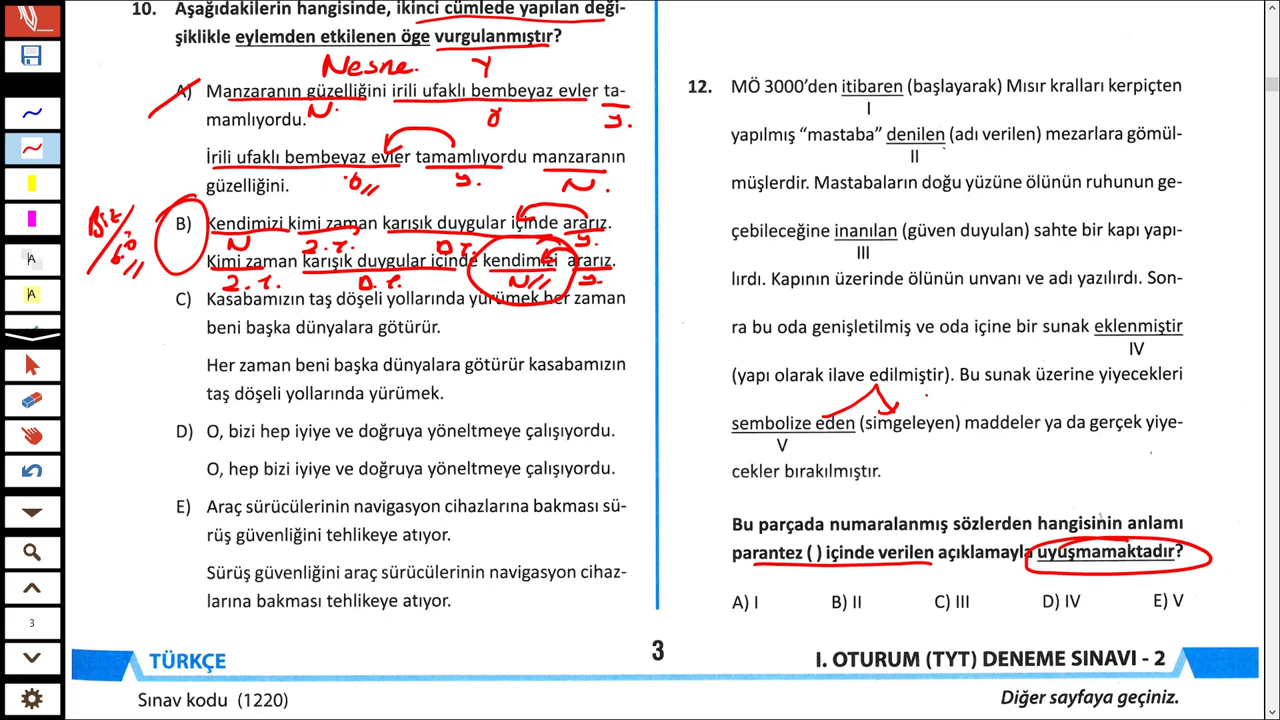 10. Aşağıdakilerin hangisinde, ikinci cümlede yapılan deği-
şiklikle eylemden etkilenen öge vurgulanmıştır?
Nesne. Y
A) Manzaranın güzelliğini irili ufaklı bembeyaz evler ta-
N. Ö y.
mamlıyordu.
İrili ufaklı bembeyaz evler tamamlıyordu manzaranın
ö// y. N.
güzelliğini.
Biz
B) Kendimizi kimi zaman karışık duygular içinde ararız.
N Z.T. D.T. y.
Kimi zaman karışık duygular içinde kendimizi ararız.
Z.T. D.T. N// y.
C) Kasabamızın taş döşeli yollarında yürümek her zaman
beni başka dünyalara götürür.
Her zaman beni başka dünyalara götürür kasabamızın
taş döşeli yollarında yürümek.
D) O, bizi hep iyiye ve doğruya yöneltmeye çalışıyordu.
O, hep bizi iyiye ve doğruya yöneltmeye çalışıyordu.
E) Araç sürücülerinin navigasyon cihazlarına bakması sü-
rüş güvenliğini tehlikeye atıyor.
Sürüş güvenliğini araç sürücülerinin navigasyon cihaz-
larına bakması tehlikeye atıyor.
12. MÖ 3000’den itibaren (başlayarak) Mısır kralları kerpiçten
I
yapılmış “mastaba” denilen (adı verilen) mezarlara gömül-
II
müşlerdir. Mastabaların doğu yüzüne ölünün ruhunun ge-
çebileceğine inanılan (güven duyulan) sahte bir kapı yapı-
III
lırdı. Kapının üzerinde ölünün unvanı ve adı yazılırdı. Son-
ra bu oda genişletilmiş ve oda içine bir sunak eklenmiştir
IV
(yapı olarak ilave edilmiştir). Bu sunak üzerine yiyecekleri
sembolize eden (simgeleyen) maddeler ya da gerçek yiye-
V
cekler bırakılmıştır.
Bu parçada numaralanmış sözlerden hangisinin anlamı
parantez ( ) içinde verilen açıklamayla uyuşmamaktadır?
A) I B) II C) III D) IV E) V
TÜRKÇE 3 I. OTURUM (TYT) DENEME SINAVI - 2
Sınav kodu (1220) Diğer sayfaya geçiniz.
A
A
3